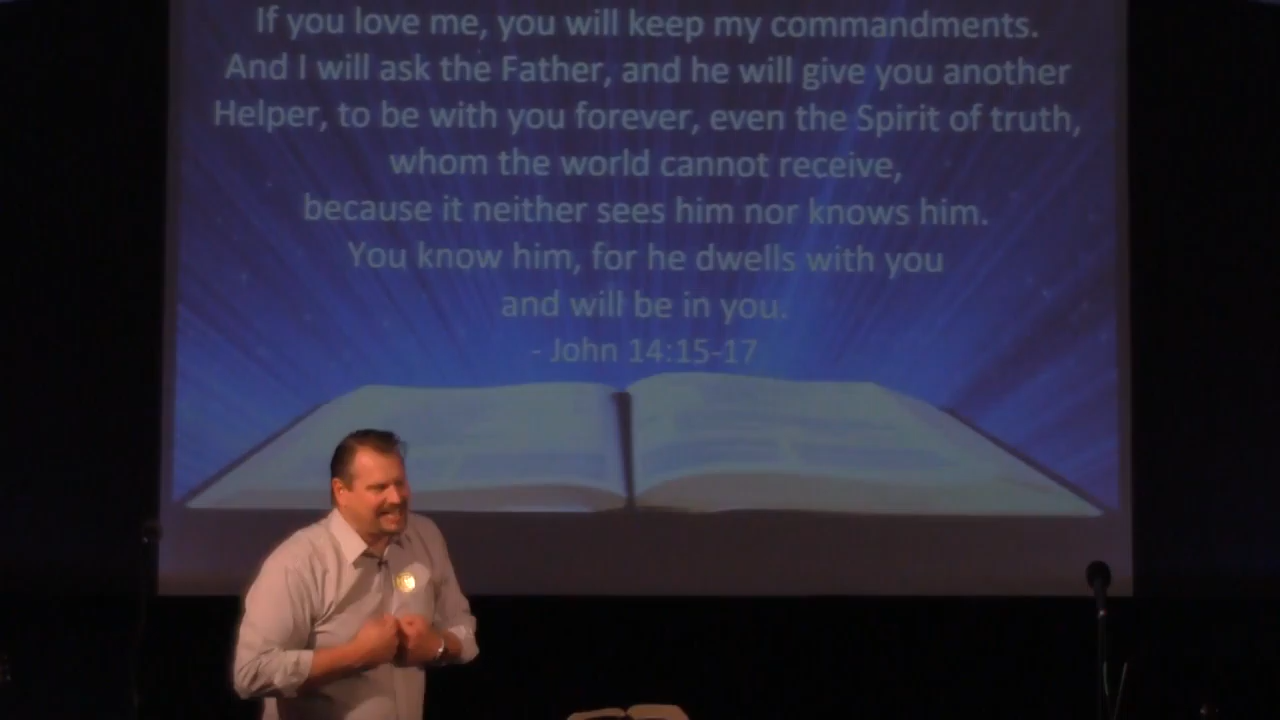 If you love me, you will keep my commandments.
And I will ask the Father, and he will give you another
Helper, to be with you forever, even the Spirit of truth,
whom the world cannot receive,
because it neither sees him nor knows him.
You know him, for he dwells with you
and will be in you.
- John 14:15-17